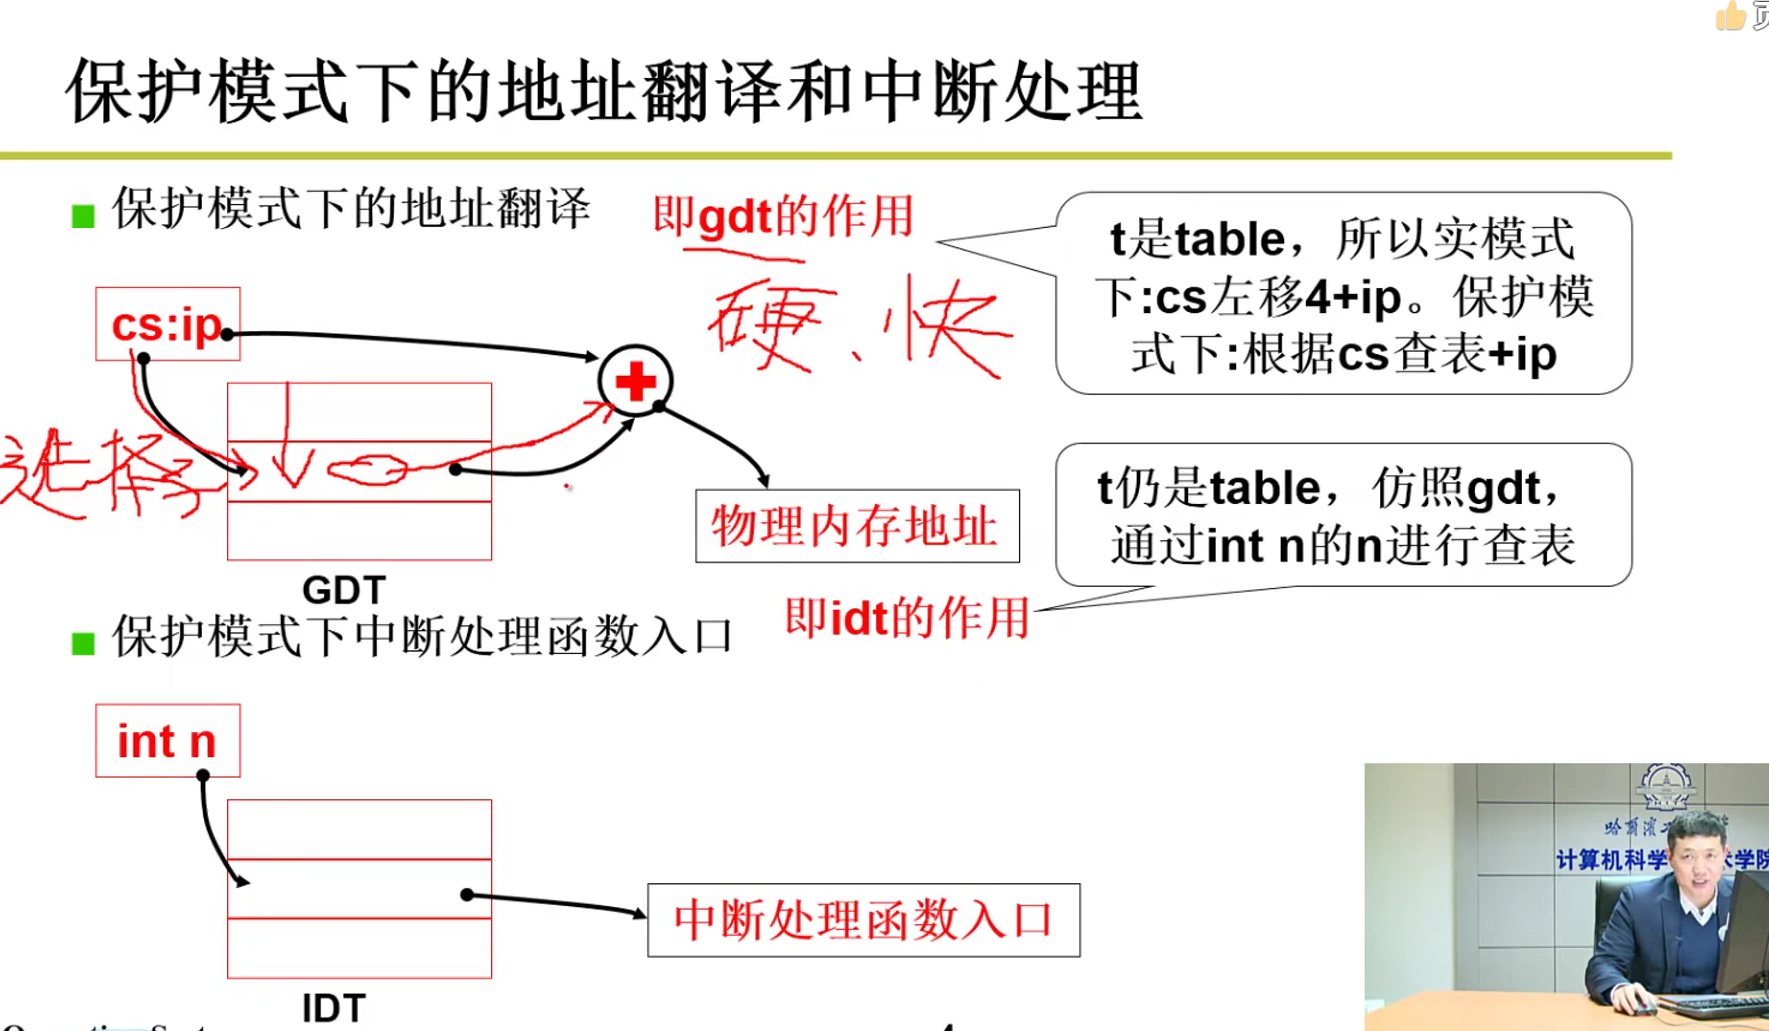 保护模式下的地址翻译和中断处理
保护模式下的地址翻译
即gdt的作用
t是table，所以实模式
下:cs左移4+ip。保护模
式下:根据cs查表+ip
硬、快
cs:ip
选择子
物理内存地址
GDT
t仍是table，仿照gdt，
通过int n的n进行查表
即idt的作用
保护模式下中断处理函数入口
int n
中断处理函数入口
IDT
计算机科学
术学院